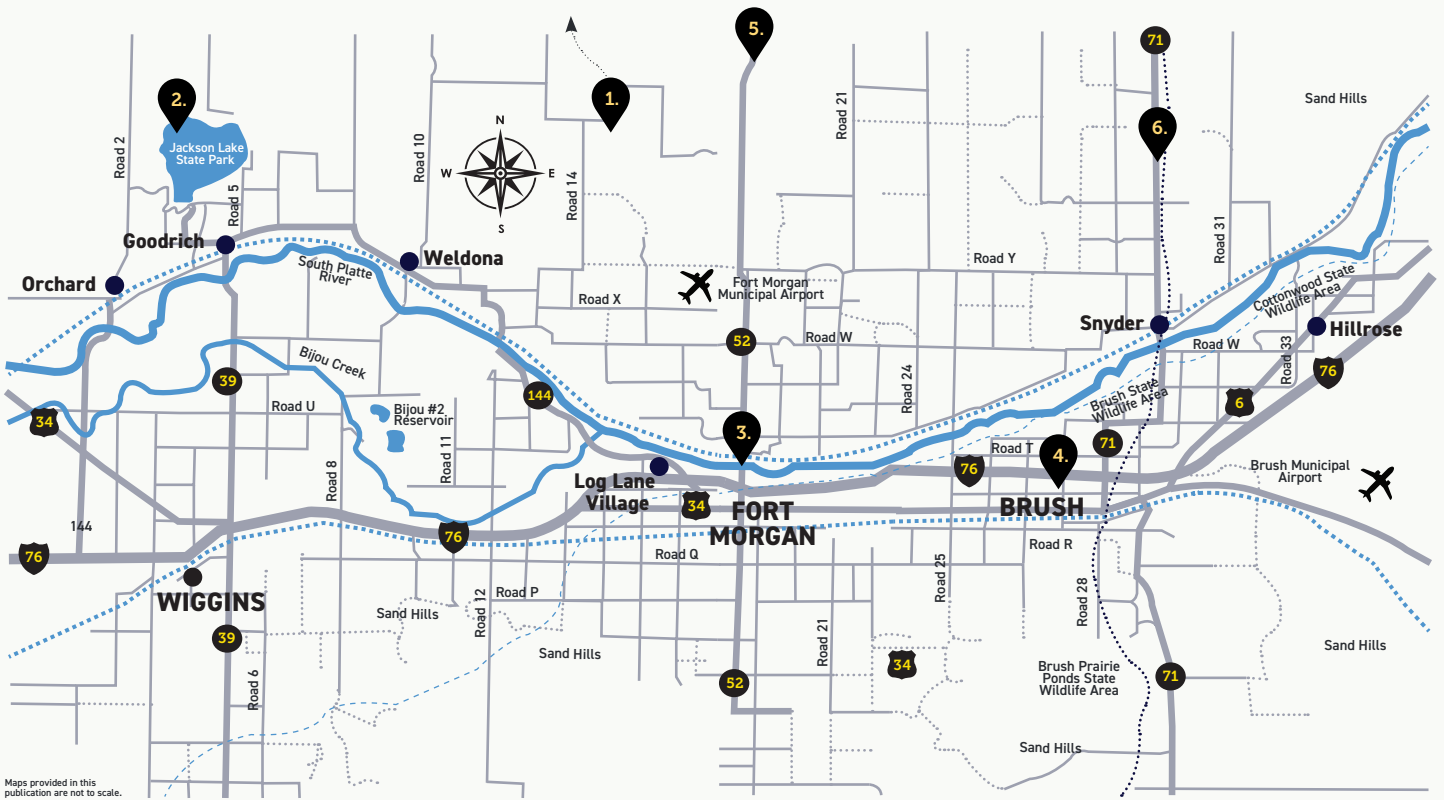 5.
71
2.
1.
Sand Hills
Road 21
6.
N
Road 2
Jackson Lake
State Park
Road 10
W
E
Road 14
Road 5
S
Road 31
Goodrich
Weldona
South Platte
River
Road Y
Orchard
Fort Morgan
Municipal Airport
Cottonwood State
Wildlife Area
Road X
Snyder
Hillrose
52
Road W
Road W
Bijou Creek
Road 33
76
39
Road 24
144
Brush State
Wildlife Area
6
Road U
Bijou #2
Reservoir
34
3.
71
Road T
Road 11
4.
Road 8
76
Brush Municipal
Airport
Log Lane
Village
34
BRUSH
FORT
MORGAN
144
76
Road R
76
Road Q
Road 25
WIGGINS
Road P
Road 12
Road 28
Sand Hills
39
Road 21
Sand Hills
Sand Hills
34
Brush Prairie
Ponds State
Wildlife Area
Road 6
52
71
Sand Hills
Maps provided in this
publication are not to scale.